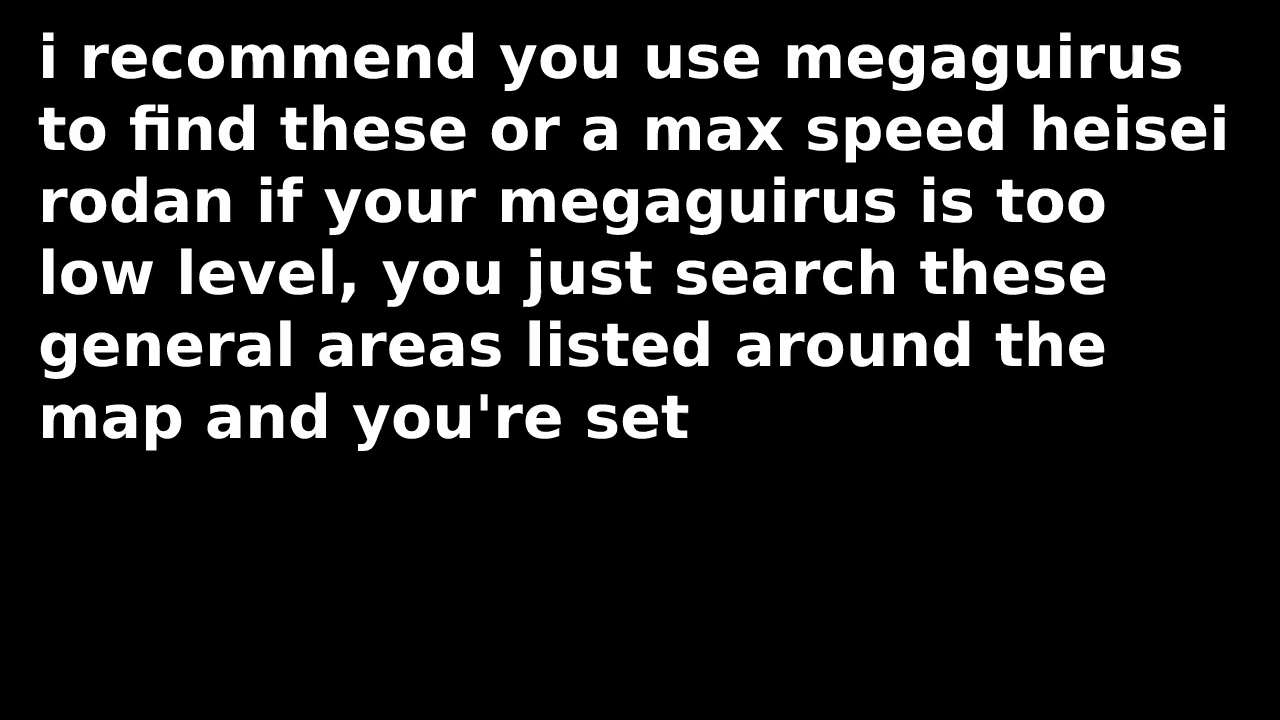 i recommend you use megaguirus
to find these or a max speed heisei
rodan if your megaguirus is too
low level, you just search these
general areas listed around the
map and you're set